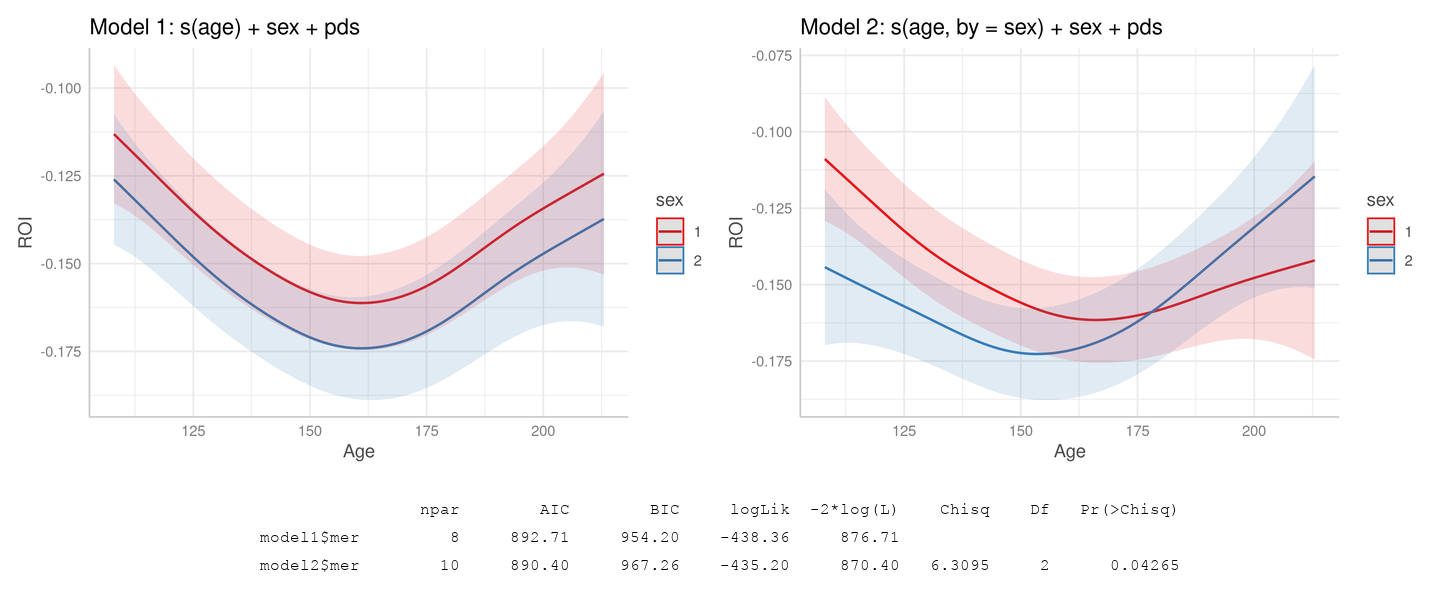 Model 1: s(age) + sex + pds
-0.100
-0.125
-0.150
-0.175
ROI
125 150 175 200
Age
sex
1
2
Model 2: s(age, by = sex) + sex + pds
-0.075
-0.100
-0.125
-0.150
-0.175
ROI
125 150 175 200
Age
sex
1
2
npar AIC BIC logLik -2*log(L) Chisq Df Pr(>Chisq)
model1$mer 8 892.71 954.20 -438.36 876.71
model2$mer 10 890.40 967.26 -435.20 870.40 6.3095 2 0.04265